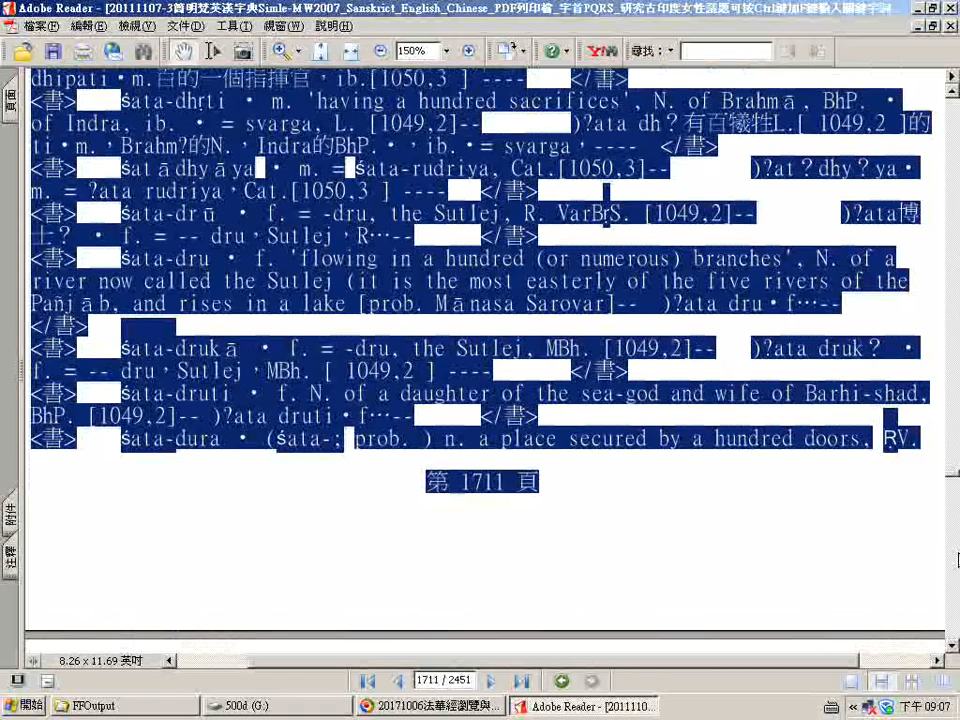 Adobe Reader - [20111107-3簡明梵英漢字典Simle-MW2007_Sanskrict_English_Chinese_PDF列印檔_字首PQRS_研究古印度女性議題可按Ctrl鍵加F鍵輸入關鍵字詞
檔案(F) 編輯(E) 檢視(V) 文件(D) 工具(T) 視窗(W) 說明(H)
150% 尋找：
dhipati‧m.百的一個指揮官，ib.[1050,3 ]---- </書>
<書> śata-dhṛti ‧ m. 'having a hundred sacrifices', N. of Brahmā, BhP. ‧
of Indra, ib. ‧ = svarga, L. [1049,2]-- )?ata dh？有百犧牲L.[ 1049,2 ]的
ti‧m.，Brahm?的N.，Indra的BhP.‧，ib.‧= svarga，---- </書>
<書> śatādhyāya ‧ m. = śata-rudriya, Cat.[1050,3]-- )?at？dhy？ya‧
m. = ?ata rudriya，Cat.[1050,3 ] ---- </書>
<書> śata-drū ‧ f. = -dru, the Sutlej, R. VarBṛS. [1049,2]-- )?ata博
士？ ‧ f. = -- dru，Sutlej，R…-- </書>
<書> śata-dru ‧ f. 'flowing in a hundred (or numerous) branches', N. of a
river now called the Sutlej (it is the most easterly of the five rivers of the
Pañjāb, and rises in a lake [prob. Mānasa Sarovar]-- )?ata dru‧f…--
</書>
<書> śata-drukā ‧ f. = -dru, the Sutlej, MBh. [1049,2]-- )?ata druk？ ‧
f. = -- dru，Sutlej，MBh. [ 1049,2 ] ---- </書>
<書> śata-druti ‧ f. N. of a daughter of the sea-god and wife of Barhi-shad,
BhP. [1049,2]-- )?ata druti‧f…-- </書>
<書> śata-dura ‧ (śata-; prob. ) n. a place secured by a hundred doors, ṚV.
第 1711 頁
頁面
附件
註釋
8.26 x 11.69 英吋
1711 / 2451
開始 FFOutput 500d (G:) 20171006法華經瀏覽與... Adobe Reader - [2011110... 下午 09:07